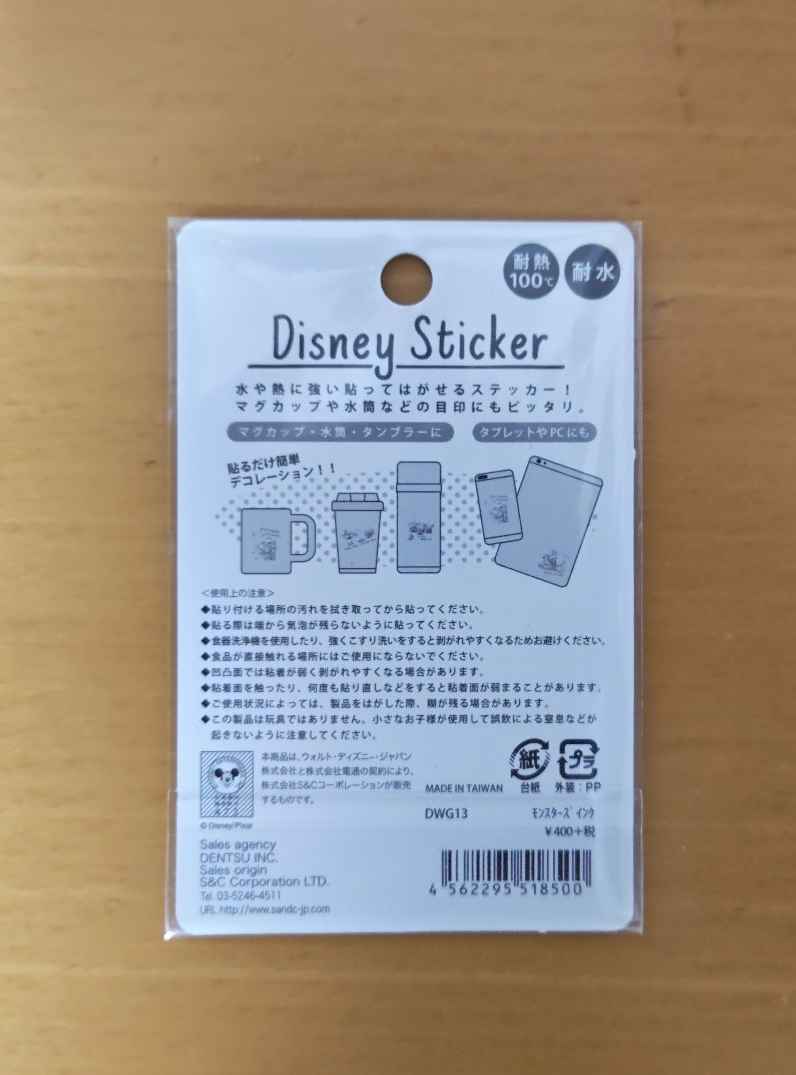 耐熱
100℃
耐水
Disney Sticker
水や熱に強い貼ってはがせるステッカー！
マグカップや水筒などの目印にもピッタリ。
マグカップ・水筒・タンブラーに
タブレットやPCにも
貼るだけ簡単
デコレーション！！
＜使用上の注意＞
◆貼り付ける場所の汚れを拭き取ってから貼ってください。
◆貼る際は端から気泡が残らないように貼ってください。
◆食器洗浄機を使用したり、強くこすり洗いをすると剥がれやすくなるためお避けください。
◆食品が直接触れる場所にはご使用にならないでください。
◆凹凸面では粘着が弱く剥がれやすくなる場合があります。
◆粘着面を触ったり、何度も貼り直しなどをすると粘着面が弱まることがあります。
◆ご使用状況によっては、製品をはがした際、糊が残る場合があります。
◆この製品は玩具ではありません。小さなお子様が使用して誤飲による窒息などが
起きないように注意してください。
本商品は、ウォルト・ディズニー・ジャパン
株式会社と株式会社電通の契約により、
株式会社S&Cコーポレーションが販売
するものです。
© Disney/Pixar
紙
台紙
プラ
外装：PP
MADE IN TAIWAN
DWG13
ﾓﾝｽﾀｰｽﾞｲﾝｸ
¥400+税
Sales agency
DENTSU INC.
Sales origin
S&C Corporation LTD.
Tel. 03-5246-4511
URL http://www.sandc-jp.com
4 562295 518500